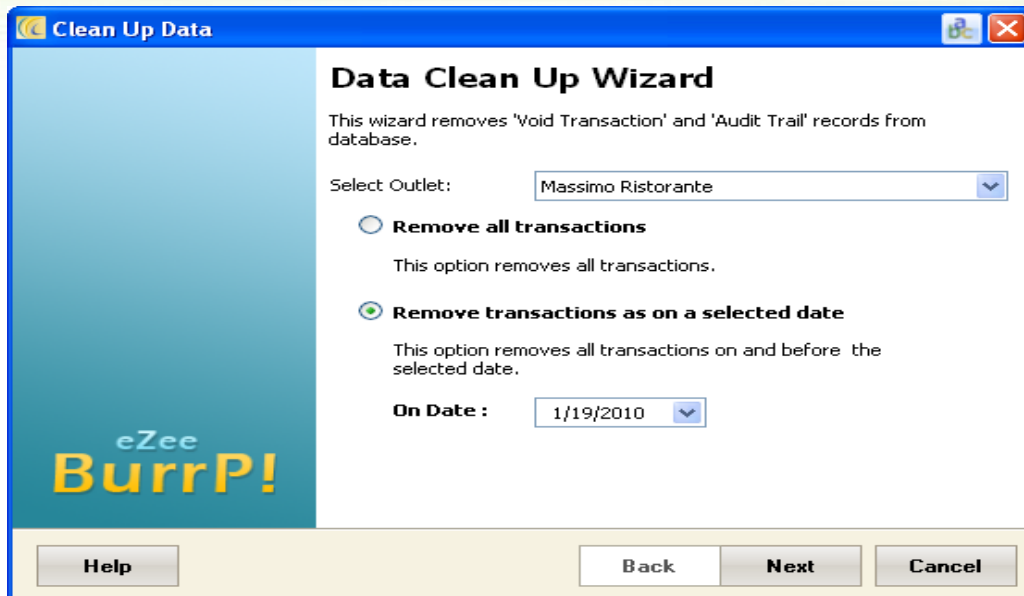 Clean Up Data
Data Clean Up Wizard
This wizard removes 'Void Transaction' and 'Audit Trail' records from
database.
Select Outlet: Massimo Ristorante
Remove all transactions
This option removes all transactions.
Remove transactions as on a selected date
This option removes all transactions on and before the
selected date.
On Date : 1/19/2010
eZee
BurrP!
Help Back Next Cancel